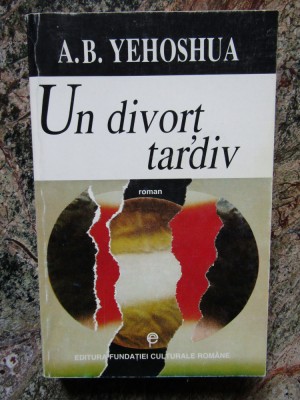 A.B. YEHOSHUA
Un divorț
tardiv
roman
EDITURA FUNDAȚIEI CULTURALE ROMÂNE